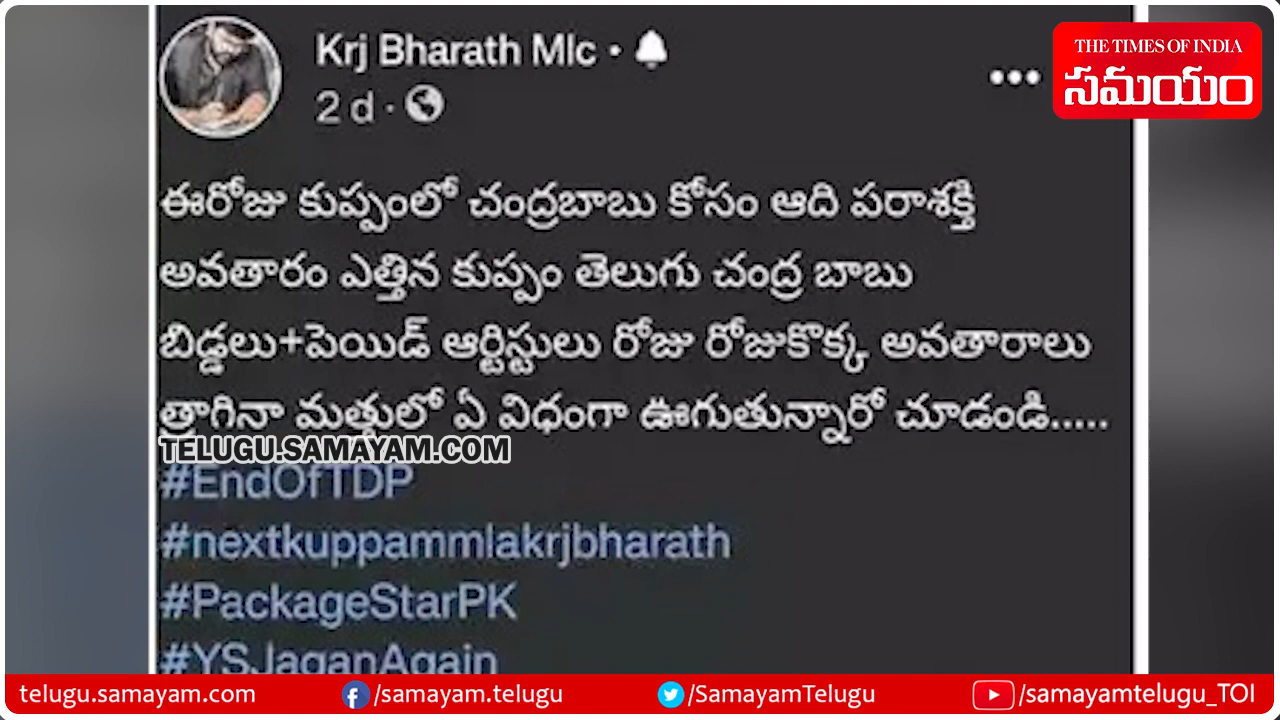 Krj Bharath Mlc •
2 d ·
THE TIMES OF INDIA
సమయం
ఈరోజు కుప్పంలో చంద్రబాబు కోసం ఆది పరాశక్తి
అవతారం ఎత్తిన కుప్పం తెలుగు చంద్ర బాబు
బిడ్డలు+పెయిడ్ ఆర్టిస్టులు రోజు రోజుకొక్క అవతారాలు
త్రాగినా మత్తులో ఏ విధంగా ఊగుతున్నారో చూడండి.....
TELUGU.SAMAYAM.COM
#EndOfTDP
#nextkuppammlakrjbharath
#PackageStarPK
#YSJaganAgain
telugu.samayam.com /samayam.telugu /SamayamTelugu /samayamtelugu_TOI